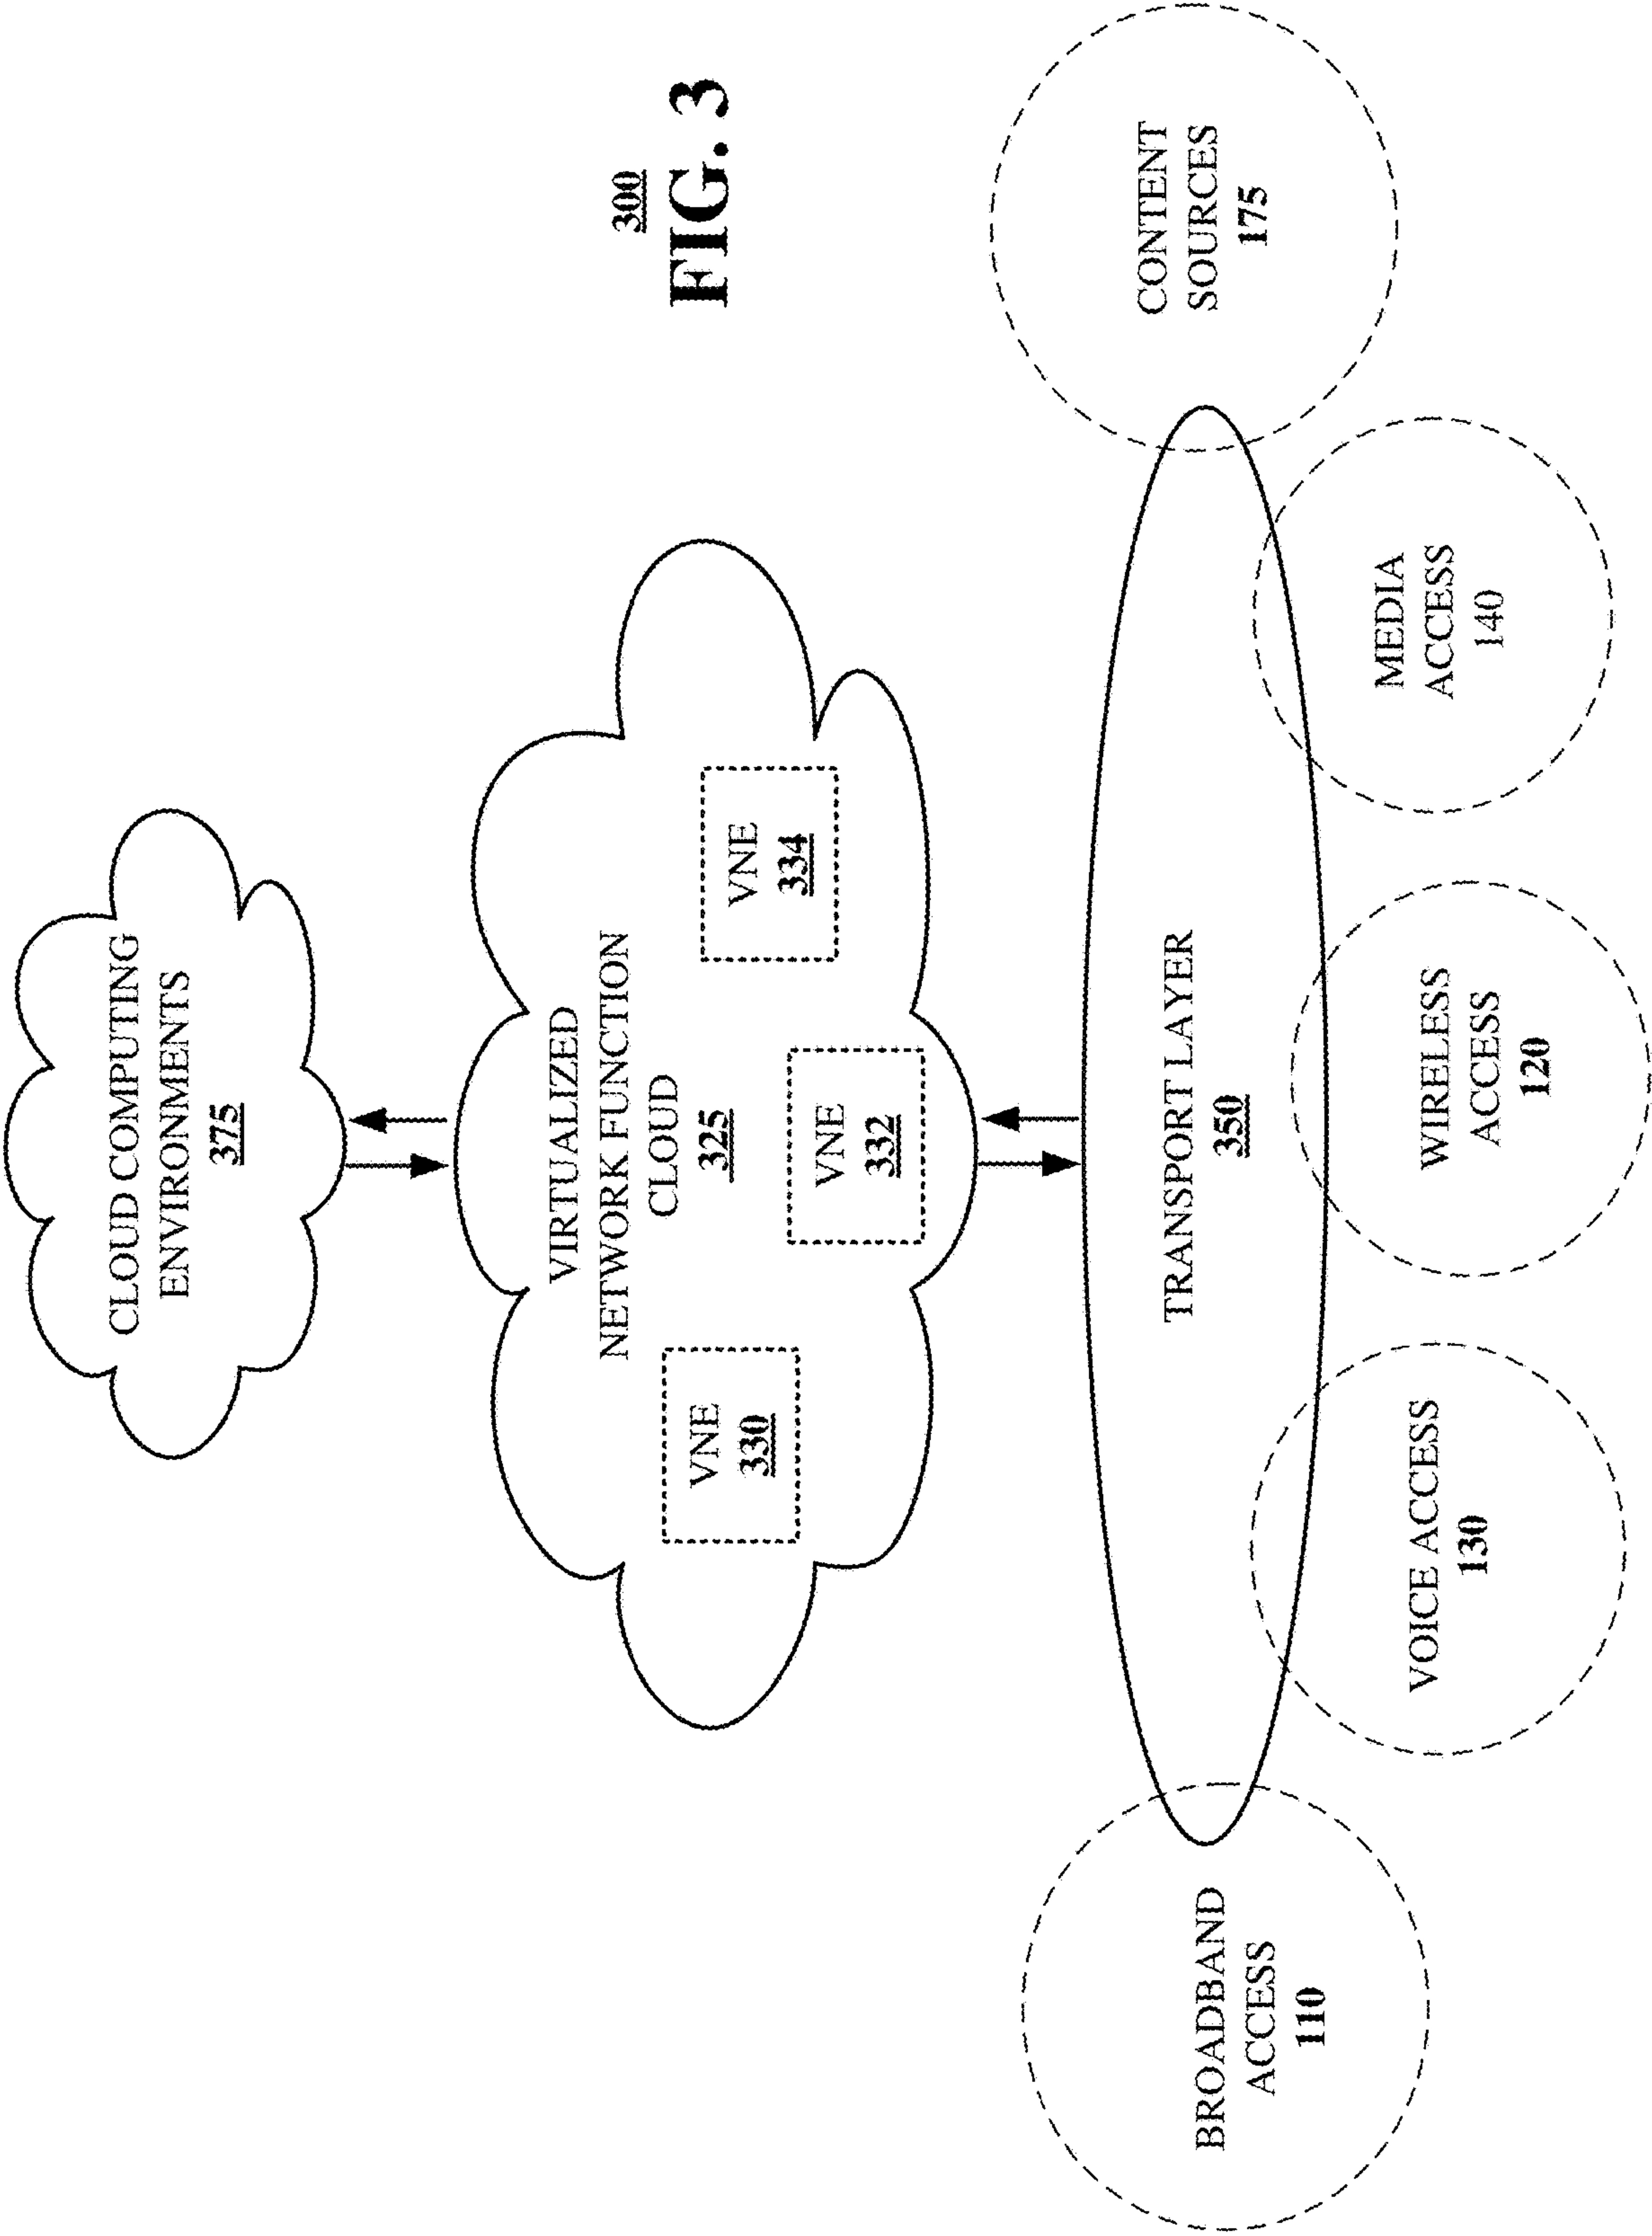 CLOUD COMPUTING
ENVIRONMENTS
375
VIRTUALIZED
NETWORK FUNCTION
CLOUD
325
VNE
330
VNE
332
VNE
334
TRANSPORT LAYER
350
BROADBAND
ACCESS
110
VOICE ACCESS
130
WIRELESS
ACCESS
120
MEDIA
ACCESS
140
CONTENT
SOURCES
175
300
FIG. 3